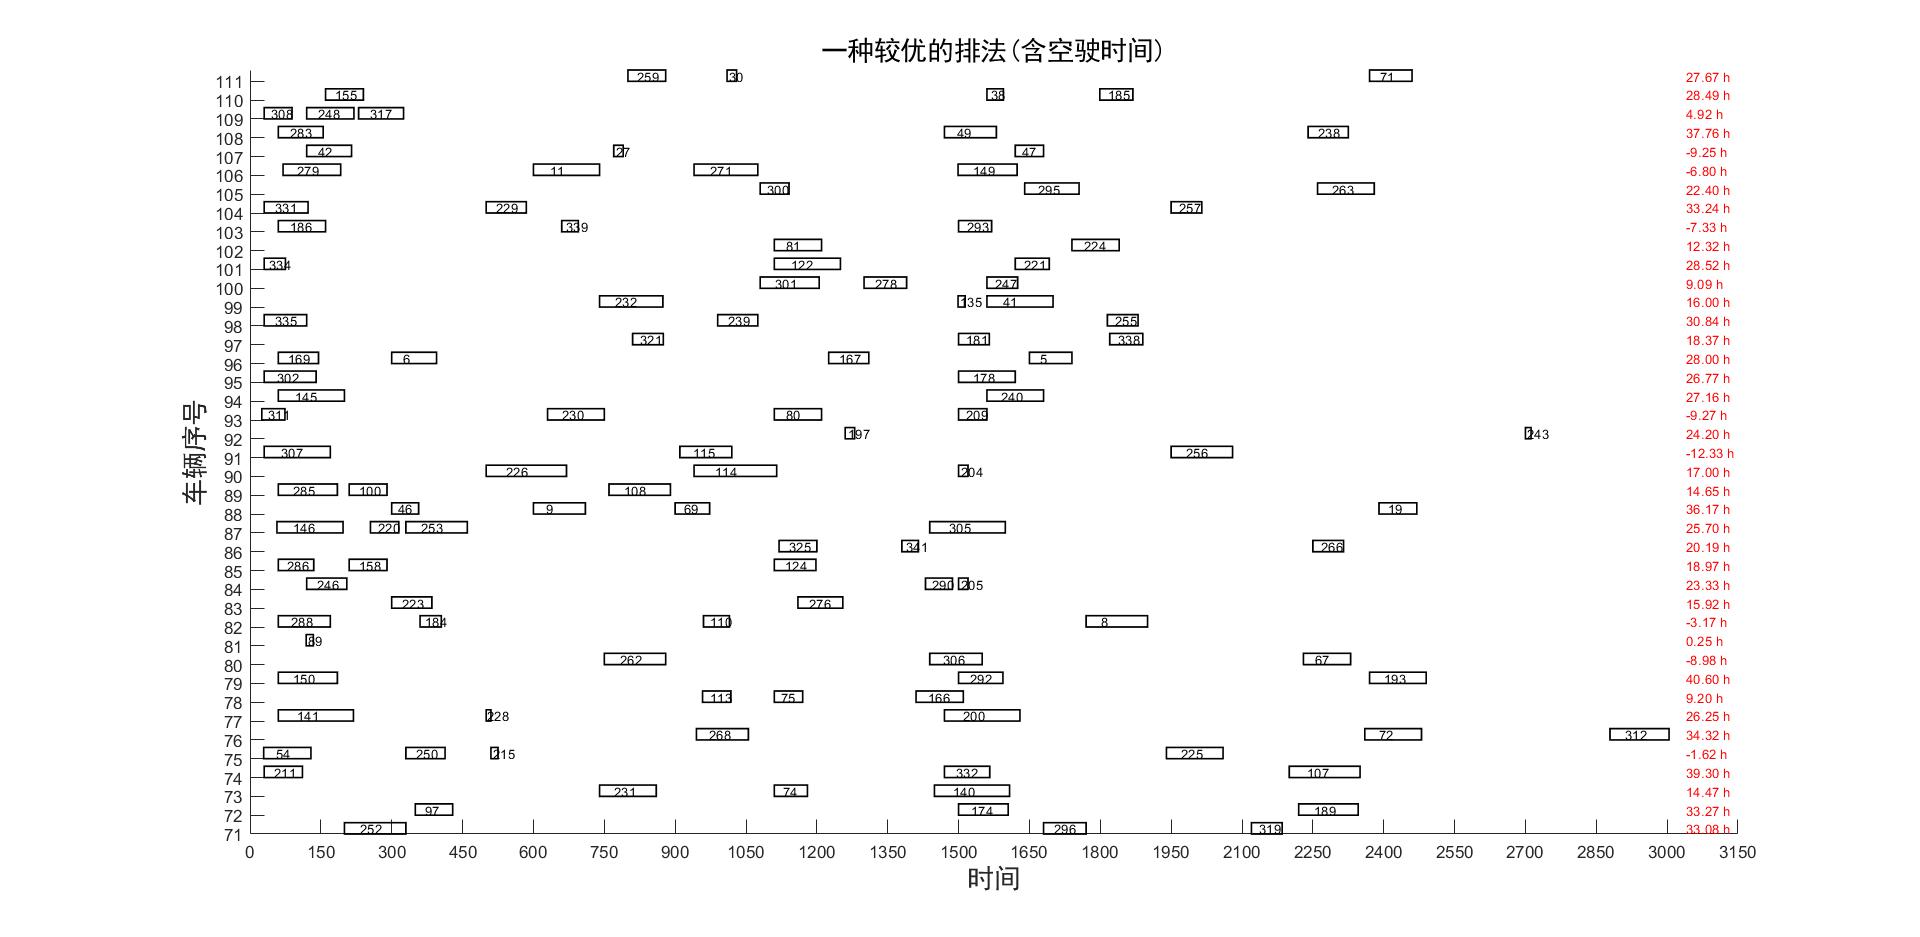 一种较优的排法(含空驶时间)
车辆序号
111 259 30 71 27.67 h
110 155 38 185 28.49 h
109 308 248 317 4.92 h
108 283 49 238 37.76 h
107 42 27 47 -9.25 h
106 279 11 271 149 -6.80 h
105 300 295 263 22.40 h
104 331 229 257 33.24 h
103 186 339 293 -7.33 h
102 81 224 12.32 h
101 334 122 221 28.52 h
100 301 278 247 9.09 h
99 232 135 41 16.00 h
98 335 239 255 30.84 h
97 321 181 338 18.37 h
96 169 6 167 5 28.00 h
95 302 178 26.77 h
94 145 240 27.16 h
93 311 230 80 209 -9.27 h
92 197 243 24.20 h
91 307 115 256 -12.33 h
90 226 114 204 17.00 h
89 285 100 108 14.65 h
88 46 9 69 19 36.17 h
87 146 220 253 305 25.70 h
86 325 341 266 20.19 h
85 286 158 124 18.97 h
84 246 290 205 23.33 h
83 223 276 15.92 h
82 288 184 110 8 -3.17 h
81 89 0.25 h
80 262 306 67 -8.98 h
79 150 292 193 40.60 h
78 113 75 166 9.20 h
77 141 228 200 26.25 h
76 268 72 312 34.32 h
75 54 250 215 225 -1.62 h
74 211 332 107 39.30 h
73 231 74 140 14.47 h
72 97 174 189 33.27 h
71 252 296 319 33.08 h
0 150 300 450 600 750 900 1050 1200 1350 1500 1650 1800 1950 2100 2250 2400 2550 2700 2850 3000 3150
时间